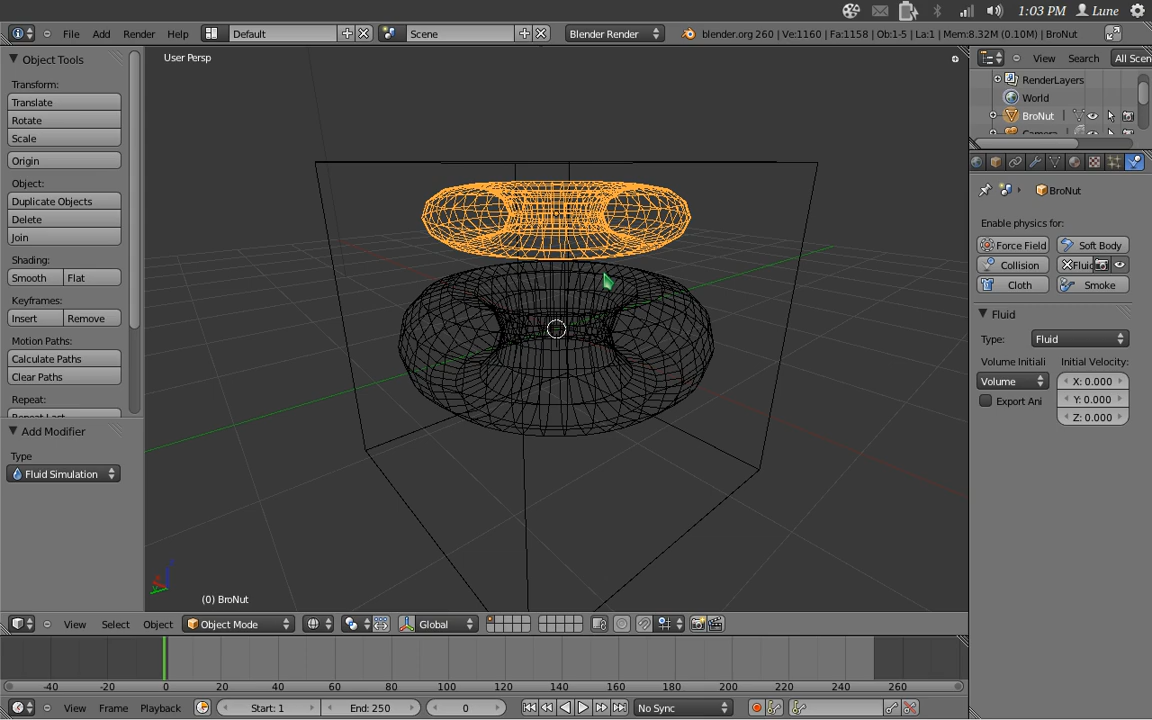 1:03 PM Lune
File Add Render Help Default Scene Blender Render blender.org 260 | Ve:1160 | Fa:1158 | Ob:1-5 | La:1 | Mem:8.32M (0.10M) | BroNut
Object Tools
Transform:
Translate
Rotate
Scale
Origin
Object:
Duplicate Objects
Delete
Join
Shading:
Smooth Flat
Keyframes:
Insert Remove
Motion Paths:
Calculate Paths
Clear Paths
Repeat:
Repeat Last
Add Modifier
Type
Fluid Simulation
User Persp
(0) BroNut
View Search All Scen
RenderLayers
World
BroNut
Camera
BroNut
Enable physics for:
Force Field Soft Body
Collision Fluid
Cloth Smoke
Fluid
Type: Fluid
Volume Initiali Initial Velocity:
Volume X: 0.000
Export Ani Y: 0.000
Z: 0.000
View Select Object Object Mode Global
-40 -20 0 20 40 60 80 100 120 140 160 180 200 220 240 260
View Frame Playback Start: 1 End: 250 0 No Sync